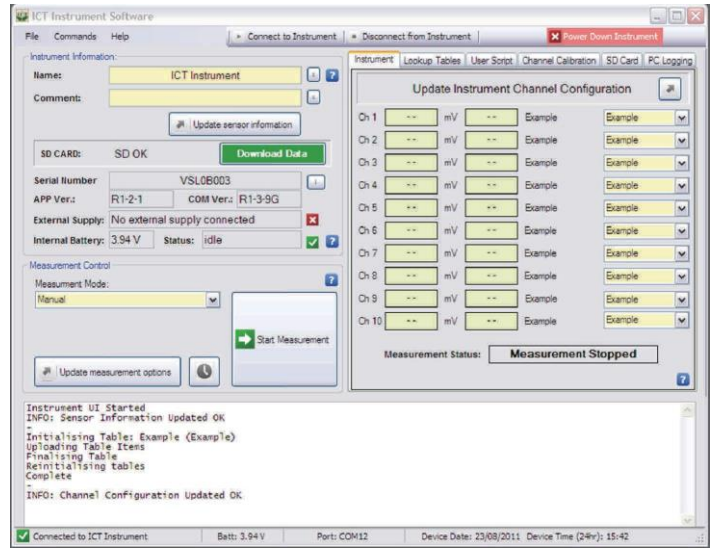 ICT Instrument Software
File Commands Help Connect to Instrument Disconnect from Instrument Power Down Instrument
Instrument Information:
Name: ICT Instrument
Comment:
Update sensor information
SD CARD: SD OK Download Data
Serial Number VSL0B003
APP Ver.: R1-2-1 COM Ver.: R1-3-9G
External Supply: No external supply connected
Internal Battery: 3.94 V Status: idle
Measurement Control
Measurment Mode:
Manual
Start Measurement
Update measurement options
Instrument Lookup Tables User Script Channel Calibration SD Card PC Logging
Update Instrument Channel Configuration
Ch 1 -- mV -- Example Example
Ch 2 -- mV -- Example Example
Ch 3 -- mV -- Example Example
Ch 4 -- mV -- Example Example
Ch 5 -- mV -- Example Example
Ch 6 -- mV -- Example Example
Ch 7 -- mV -- Example Example
Ch 8 -- mV -- Example Example
Ch 9 -- mV -- Example Example
Ch 10 -- mV -- Example Example
Measurement Status: Measurement Stopped
Instrument UI Started
INFO: Sensor Information Updated OK
-
Initialising Table: Example (Example)
Uploading Table Items
Finalising Table
Reinitialising tables
Complete
-
INFO: Channel Configuration Updated OK
Connected to ICT Instrument Batt: 3.94 V Port: COM12 Device Date: 23/08/2011 Device Time (24hr): 15:42